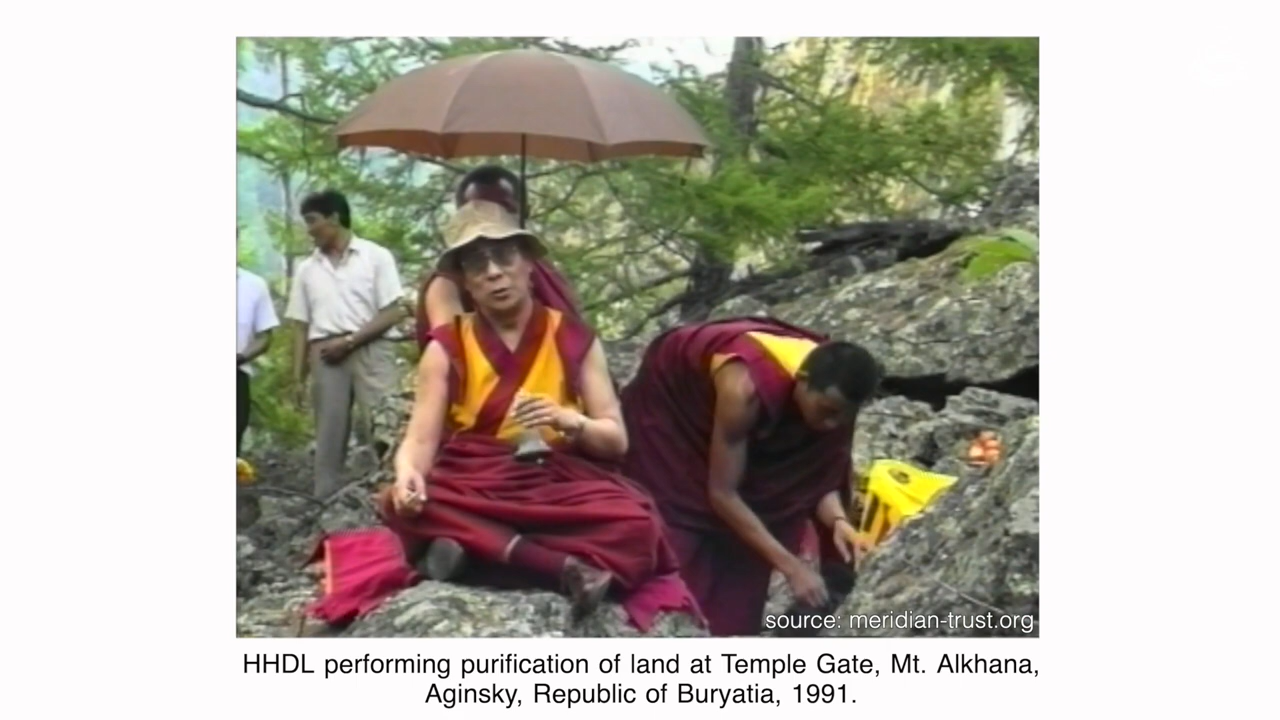 source: meridian-trust.org
HHDL performing purification of land at Temple Gate, Mt. Alkhana,
Aginsky, Republic of Buryatia, 1991.